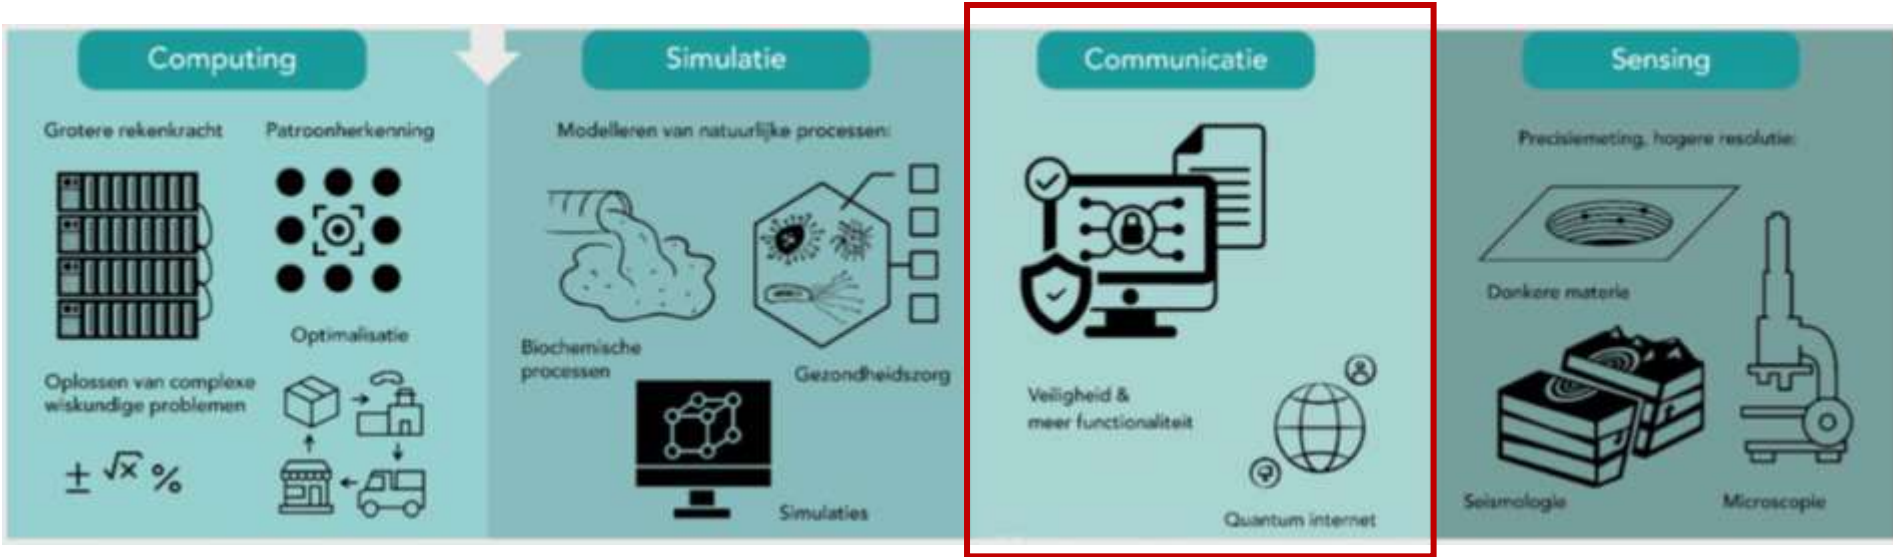 Computing
Grotere rekenkracht
Patroonherkenning
Optimalisatie
Oplossen van complexe
wiskundige problemen
± √x %
Simulatie
Modelleren van natuurlijke processen:
Biochemische
processen
Gezondheidszorg
Simulaties
Communicatie
Veiligheid &
meer functionaliteit
Quantum internet
Sensing
Precisiemeting, hogere resolutie:
Donkere materie
Seismologie
Microscopie